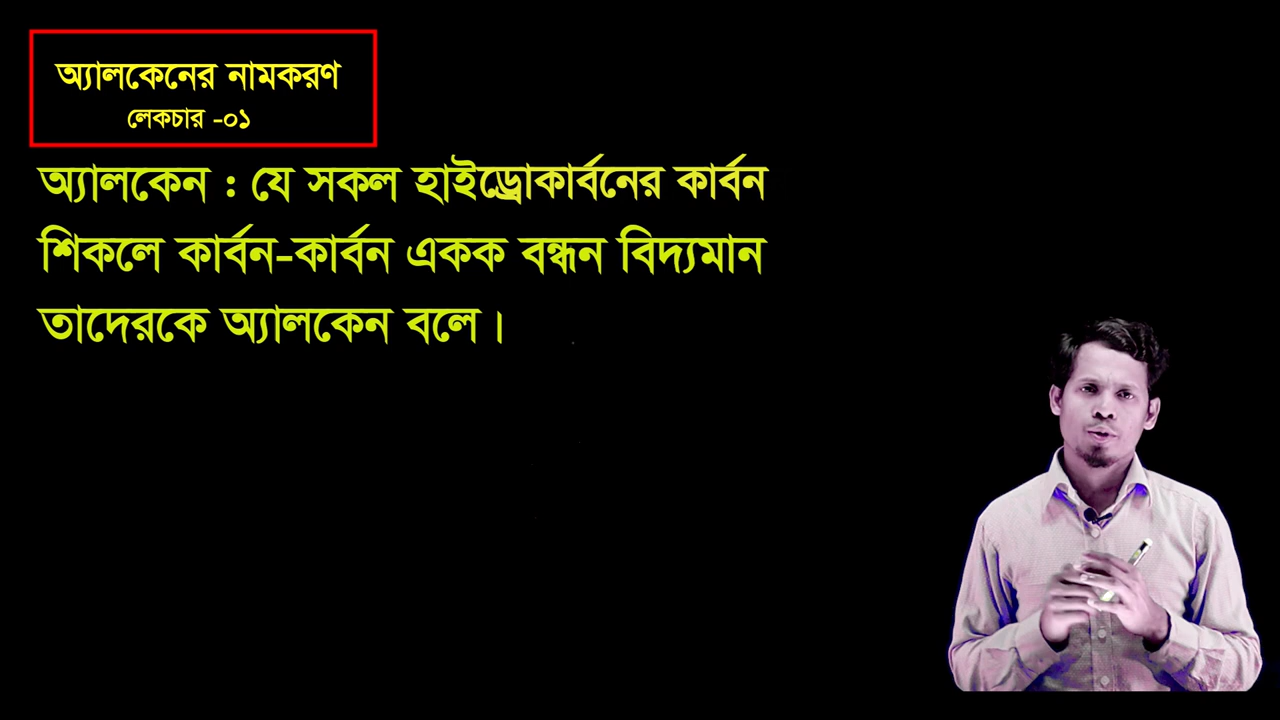 অ্যালকেনের নামকরণ
লেকচার -০১
অ্যালকেন : যে সকল হাইড্রোকার্বনের কার্বন
শিকলে কার্বন-কার্বন একক বন্ধন বিদ্যমান
তাদেরকে অ্যালকেন বলে।